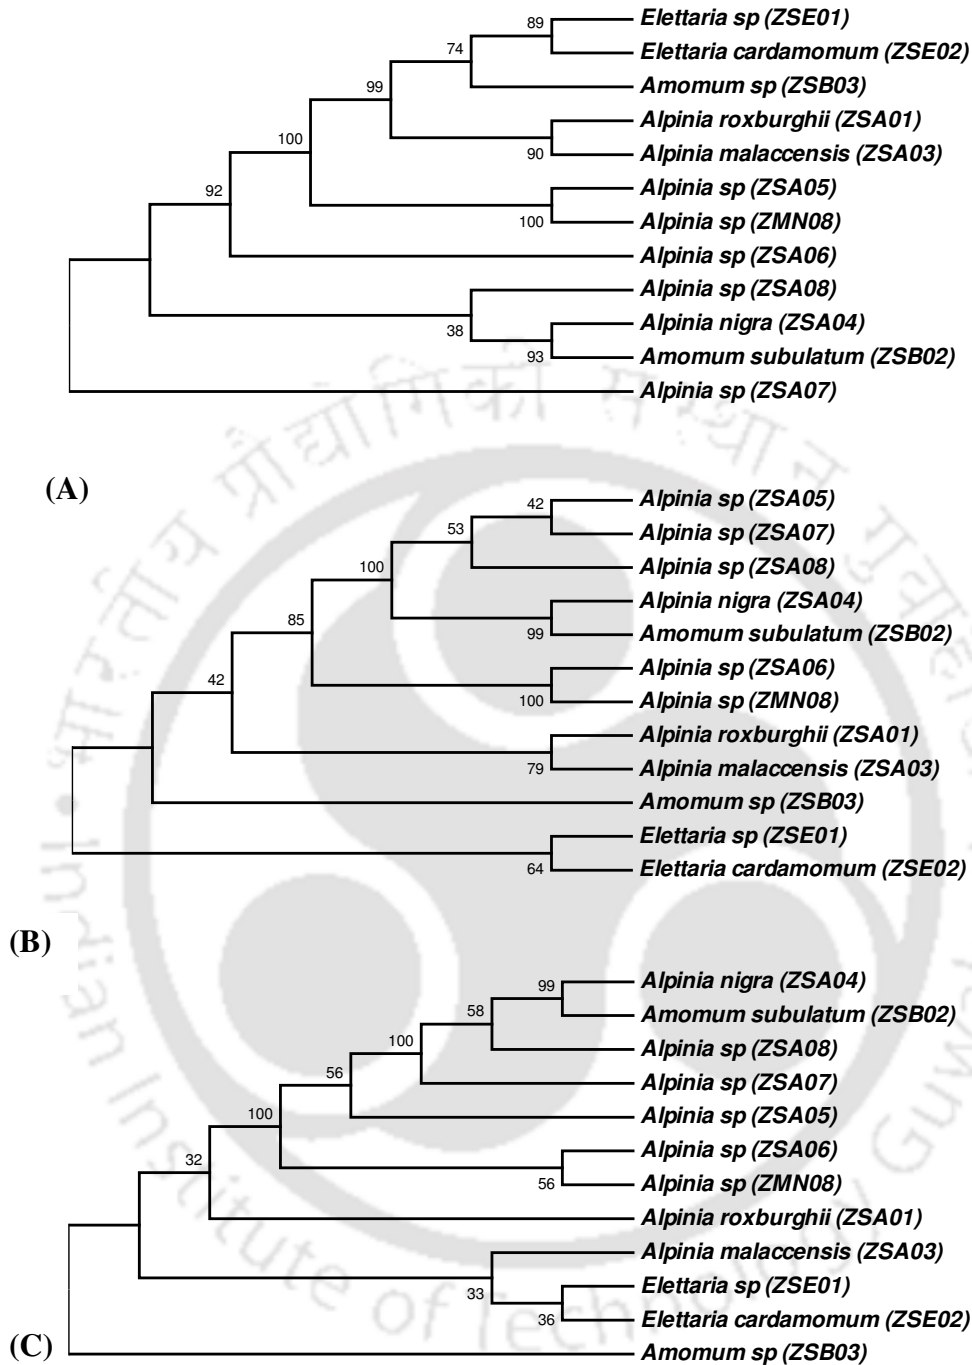 89
Elettaria sp (ZSE01)
74
Elettaria cardamomum (ZSE02)
99
Amomum sp (ZSB03)
100
Alpinia roxburghii (ZSA01)
90
Alpinia malaccensis (ZSA03)
92
Alpinia sp (ZSA05)
100
Alpinia sp (ZMN08)
Alpinia sp (ZSA06)
Alpinia sp (ZSA08)
38
Alpinia nigra (ZSA04)
93
Amomum subulatum (ZSB02)
Alpinia sp (ZSA07)
(A)
42
Alpinia sp (ZSA05)
53
Alpinia sp (ZSA07)
100
Alpinia sp (ZSA08)
85
Alpinia nigra (ZSA04)
99
Amomum subulatum (ZSB02)
42
Alpinia sp (ZSA06)
100
Alpinia sp (ZMN08)
Alpinia roxburghii (ZSA01)
79
Alpinia malaccensis (ZSA03)
Amomum sp (ZSB03)
Elettaria sp (ZSE01)
64
Elettaria cardamomum (ZSE02)
(B)
99
Alpinia nigra (ZSA04)
58
Amomum subulatum (ZSB02)
100
Alpinia sp (ZSA08)
56
Alpinia sp (ZSA07)
100
Alpinia sp (ZSA05)
32
Alpinia sp (ZSA06)
56
Alpinia sp (ZMN08)
Alpinia roxburghii (ZSA01)
Alpinia malaccensis (ZSA03)
33
Elettaria sp (ZSE01)
36
Elettaria cardamomum (ZSE02)
(C)
Amomum sp (ZSB03)
Indian Institute of Technology